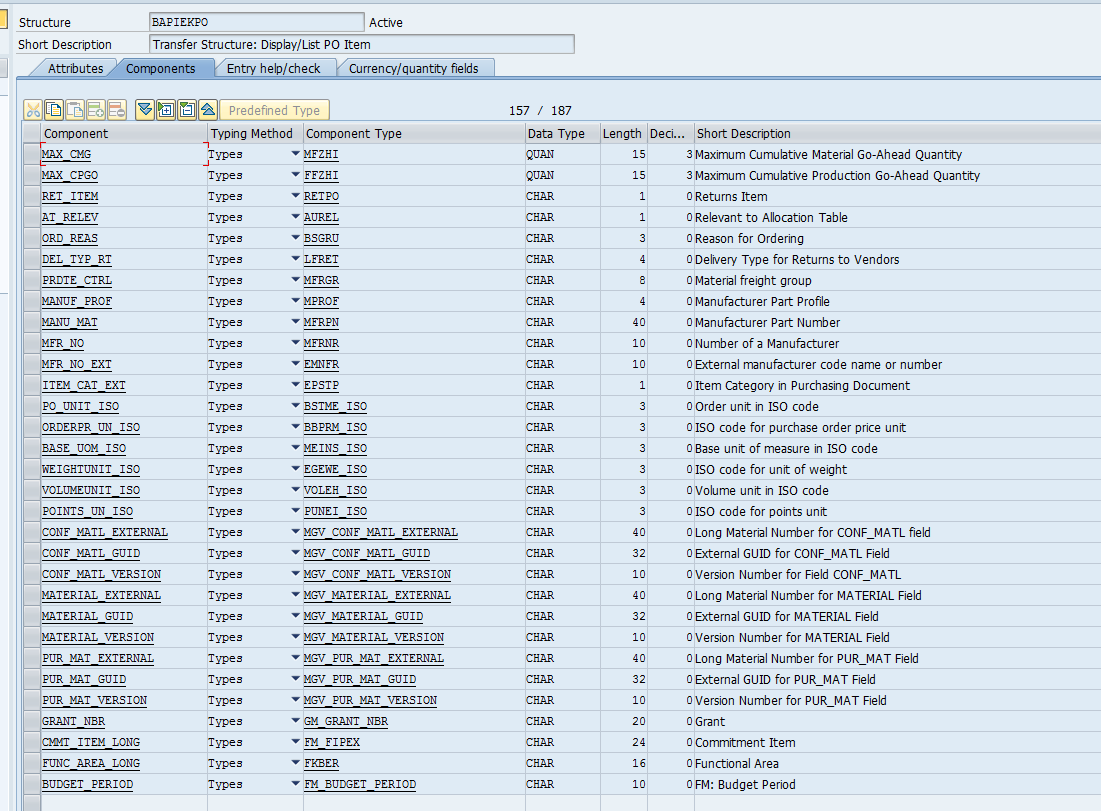 Structure BAPIEKPO Active
Short Description Transfer Structure: Display/List PO Item
Attributes Components Entry help/check Currency/quantity fields
Predefined Type 157 / 187
Component Typing Method Component Type Data Type Length Deci... Short Description
MAX_CMG Types MFZHI QUAN 15 3 Maximum Cumulative Material Go-Ahead Quantity
MAX_CPGO Types FFZHI QUAN 15 3 Maximum Cumulative Production Go-Ahead Quantity
RET_ITEM Types RETPO CHAR 1 0 Returns Item
AT_RELEV Types AUREL CHAR 1 0 Relevant to Allocation Table
ORD_REAS Types BSGRU CHAR 3 0 Reason for Ordering
DEL_TYP_RT Types LFRET CHAR 4 0 Delivery Type for Returns to Vendors
PRDTE_CTRL Types MFRGR CHAR 8 0 Material freight group
MANUF_PROF Types MPROF CHAR 4 0 Manufacturer Part Profile
MANU_MAT Types MFRPN CHAR 40 0 Manufacturer Part Number
MFR_NO Types MFRNR CHAR 10 0 Number of a Manufacturer
MFR_NO_EXT Types EMNFR CHAR 10 0 External manufacturer code name or number
ITEM_CAT_EXT Types EPSTP CHAR 1 0 Item Category in Purchasing Document
PO_UNIT_ISO Types BSTME_ISO CHAR 3 0 Order unit in ISO code
ORDERPR_UN_ISO Types BBPRM_ISO CHAR 3 0 ISO code for purchase order price unit
BASE_UOM_ISO Types MEINS_ISO CHAR 3 0 Base unit of measure in ISO code
WEIGHTUNIT_ISO Types EGEWE_ISO CHAR 3 0 ISO code for unit of weight
VOLUMEUNIT_ISO Types VOLEH_ISO CHAR 3 0 Volume unit in ISO code
POINTS_UN_ISO Types PUNEI_ISO CHAR 3 0 ISO code for points unit
CONF_MATL_EXTERNAL Types MGV_CONF_MATL_EXTERNAL CHAR 40 0 Long Material Number for CONF_MATL field
CONF_MATL_GUID Types MGV_CONF_MATL_GUID CHAR 32 0 External GUID for CONF_MATL Field
CONF_MATL_VERSION Types MGV_CONF_MATL_VERSION CHAR 10 0 Version Number for Field CONF_MATL
MATERIAL_EXTERNAL Types MGV_MATERIAL_EXTERNAL CHAR 40 0 Long Material Number for MATERIAL Field
MATERIAL_GUID Types MGV_MATERIAL_GUID CHAR 32 0 External GUID for MATERIAL Field
MATERIAL_VERSION Types MGV_MATERIAL_VERSION CHAR 10 0 Version Number for MATERIAL Field
PUR_MAT_EXTERNAL Types MGV_PUR_MAT_EXTERNAL CHAR 40 0 Long Material Number for PUR_MAT Field
PUR_MAT_GUID Types MGV_PUR_MAT_GUID CHAR 32 0 External GUID for PUR_MAT Field
PUR_MAT_VERSION Types MGV_PUR_MAT_VERSION CHAR 10 0 Version Number for PUR_MAT Field
GRANT_NBR Types GM_GRANT_NBR CHAR 20 0 Grant
CMMT_ITEM_LONG Types FM_FIPEX CHAR 24 0 Commitment Item
FUNC_AREA_LONG Types FKBER CHAR 16 0 Functional Area
BUDGET_PERIOD Types FM_BUDGET_PERIOD CHAR 10 0 FM: Budget Period